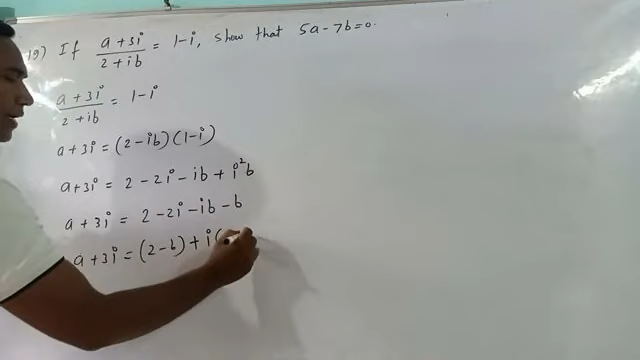 19) If (a+3i)/(2+ib) = 1-i, show that 5a-7b=0.
(a+3i)/(2+ib) = 1-i
a+3i = (2-ib)(1-i)
a+3i = 2-2i-ib+i²b
a+3i = 2-2i-ib-b
a+3i = (2-b)+i(